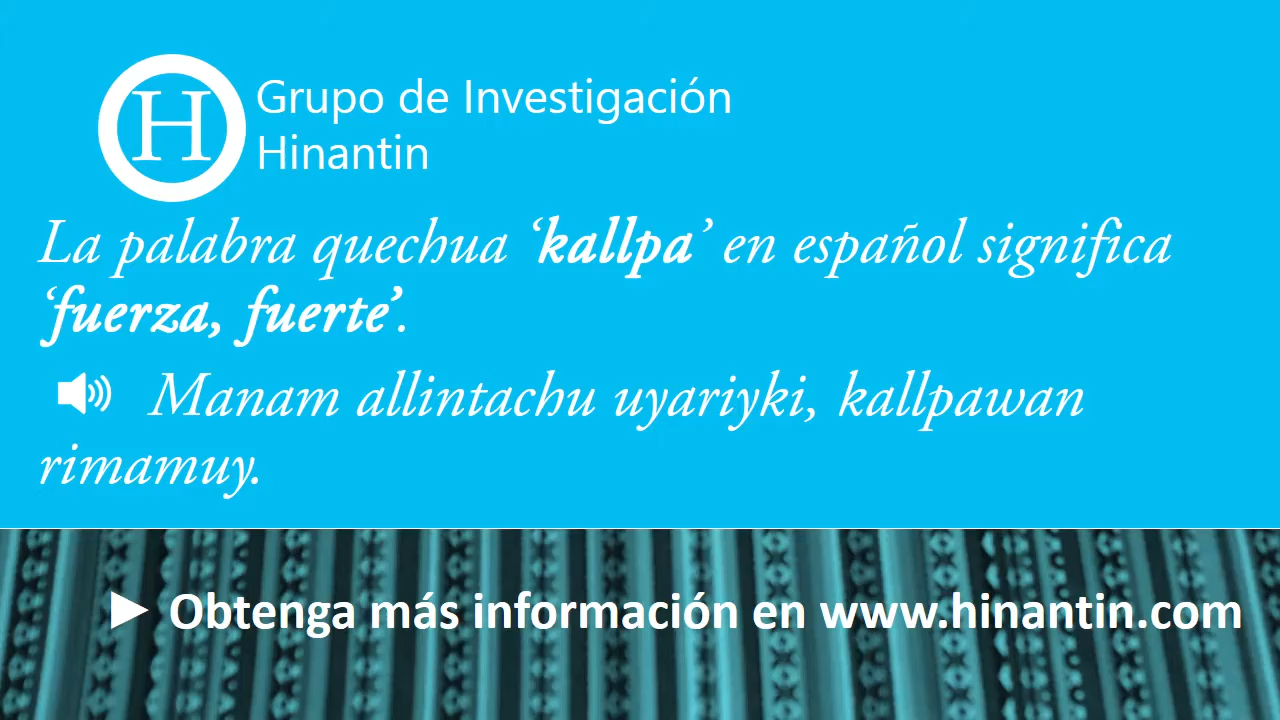 H
Grupo de Investigación
Hinantin
La palabra quechua ‘kallpa’ en español significa
‘fuerza, fuerte’.
Manam allintachu uyariyki, kallpawan
rimamuy.
Obtenga más información en www.hinantin.com